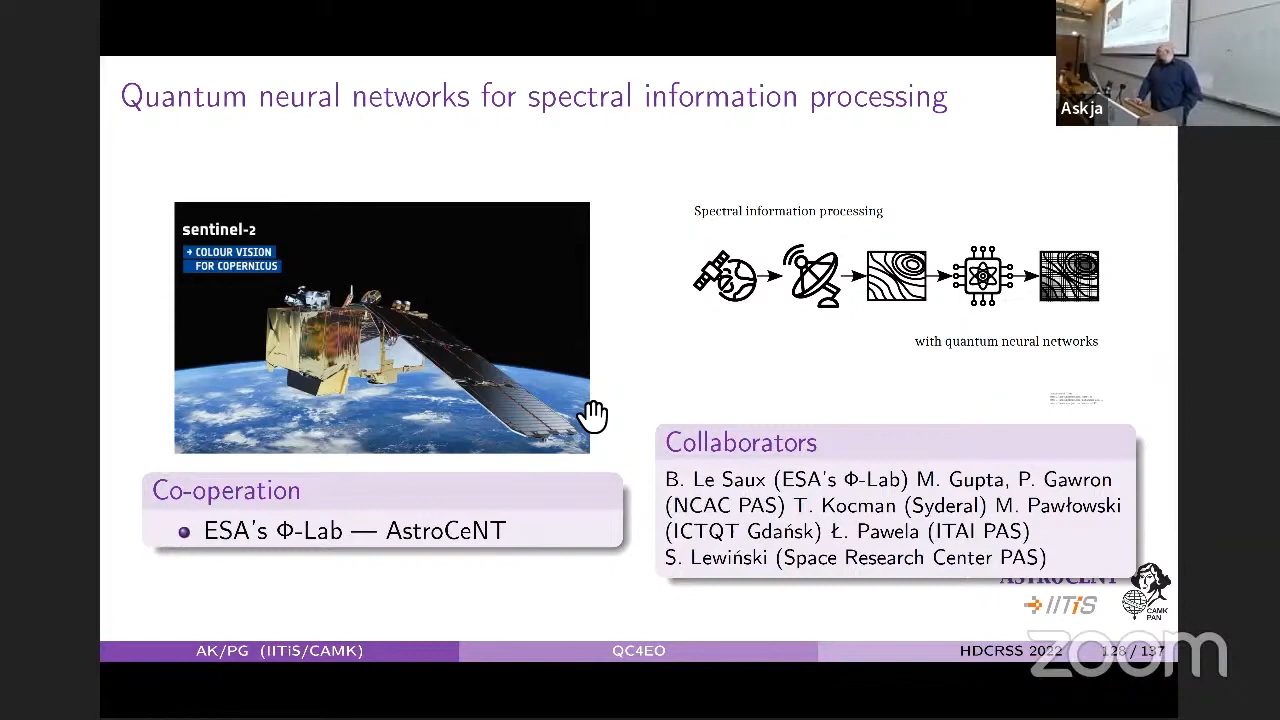 Quantum neural networks for spectral information processing
Askja
sentinel-2
→ COLOUR VISION
FOR COPERNICUS
Spectral information processing
with quantum neural networks
Co-operation
ESA's Φ-Lab — AstroCeNT
Collaborators
B. Le Saux (ESA's Φ-Lab) M. Gupta, P. Gawron
(NCAC PAS) T. Kocman (Syderal) M. Pawłowski
(ICTQT Gdańsk) Ł. Pawela (ITAI PAS)
S. Lewiński (Space Research Center PAS)
ASTROCENT
IITiS
CAMK
PAN
AK/PG (IITiS/CAMK)
QC4EO
HDCRSS 2022
128 / 137
zoom